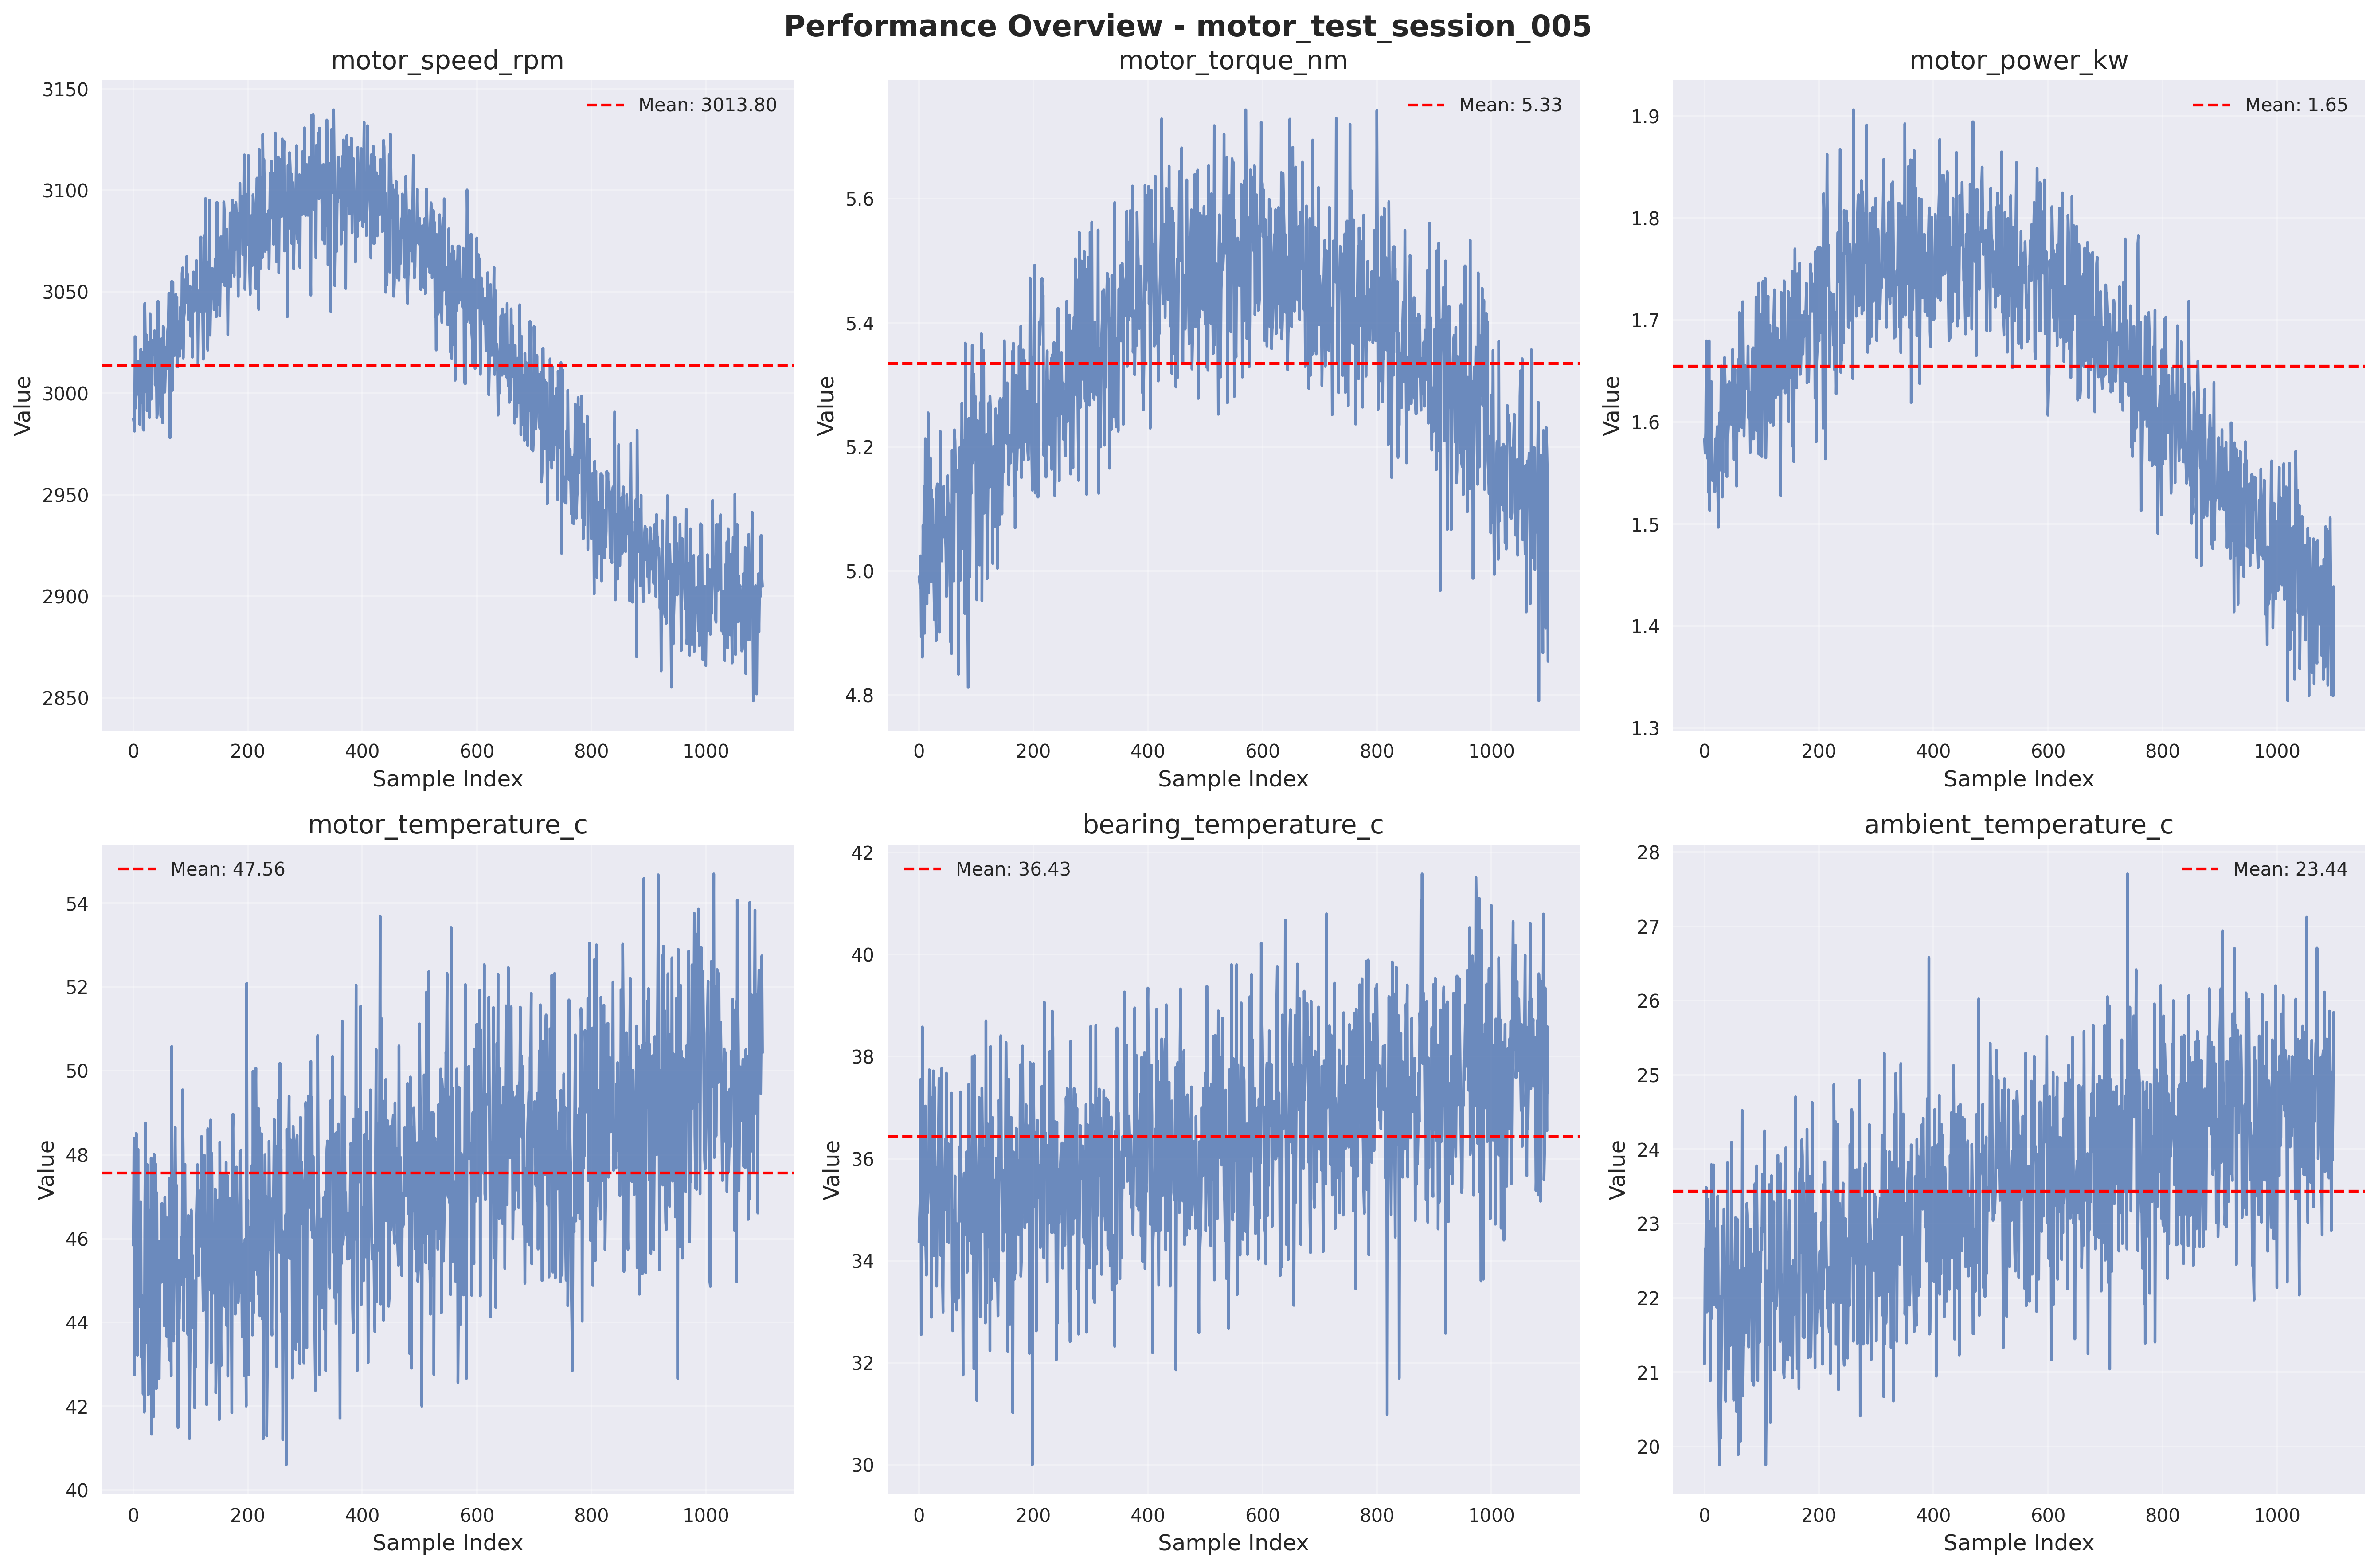 Performance Overview - motor_test_session_005
motor_speed_rpm
Mean: 3013.80
3150
3100
3050
3000
2950
2900
2850
Value
0 200 400 600 800 1000
Sample Index
motor_torque_nm
Mean: 5.33
5.6
5.4
5.2
5.0
4.8
Value
0 200 400 600 800 1000
Sample Index
motor_power_kw
Mean: 1.65
1.9
1.8
1.7
1.6
1.5
1.4
1.3
Value
0 200 400 600 800 1000
Sample Index
motor_temperature_c
Mean: 47.56
54
52
50
48
46
44
42
40
Value
0 200 400 600 800 1000
Sample Index
bearing_temperature_c
Mean: 36.43
42
40
38
36
34
32
30
Value
0 200 400 600 800 1000
Sample Index
ambient_temperature_c
Mean: 23.44
28
27
26
25
24
23
22
21
20
Value
0 200 400 600 800 1000
Sample Index